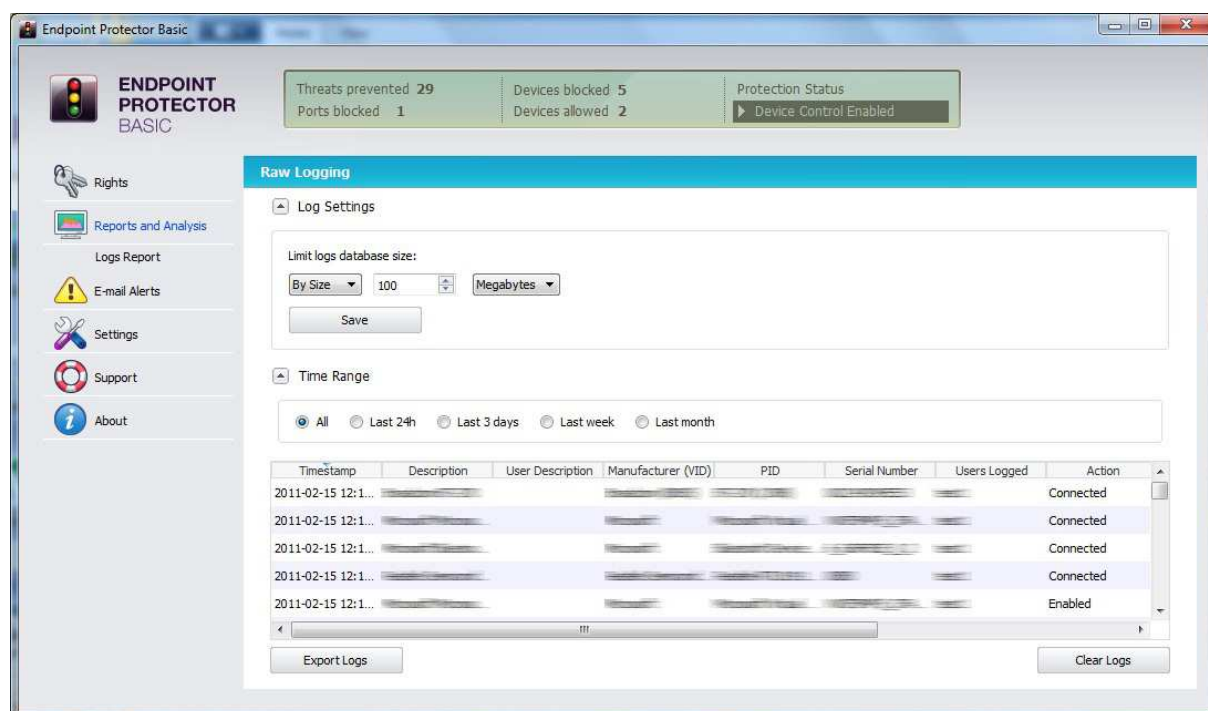 Endpoint Protector Basic
ENDPOINT
PROTECTOR
BASIC
Threats prevented 29
Ports blocked 1
Devices blocked 5
Devices allowed 2
Protection Status
Device Control Enabled
Rights
Reports and Analysis
Logs Report
E-mail Alerts
Settings
Support
About
Raw Logging
Log Settings
Limit logs database size:
By Size 100 Megabytes
Save
Time Range
All Last 24h Last 3 days Last week Last month
Timestamp Description User Description Manufacturer (VID) PID Serial Number Users Logged Action
2011-02-15 12:1... Connected
2011-02-15 12:1... Connected
2011-02-15 12:1... Connected
2011-02-15 12:1... Connected
2011-02-15 12:1... Enabled
Export Logs Clear Logs